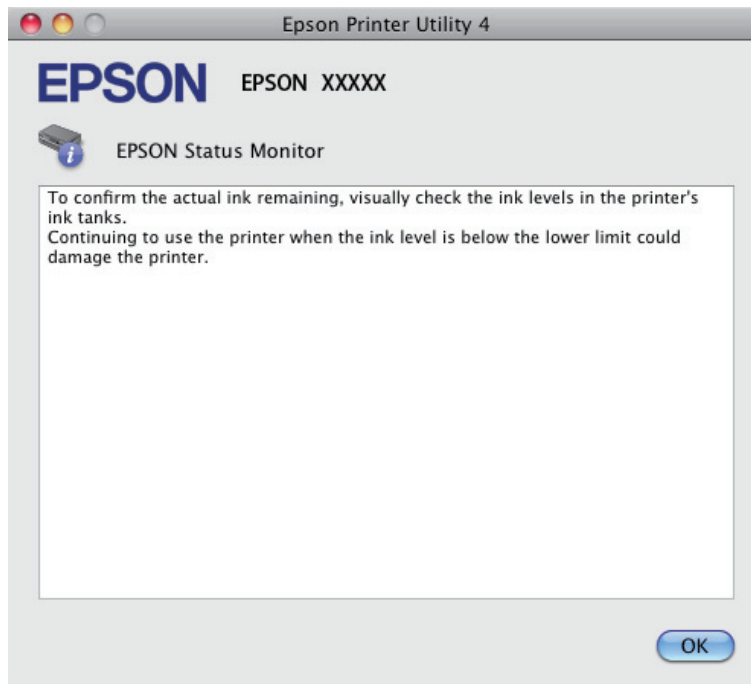 Epson Printer Utility 4
EPSON EPSON XXXXX
i EPSON Status Monitor
To confirm the actual ink remaining, visually check the ink levels in the printer's
ink tanks.
Continuing to use the printer when the ink level is below the lower limit could
damage the printer.
OK